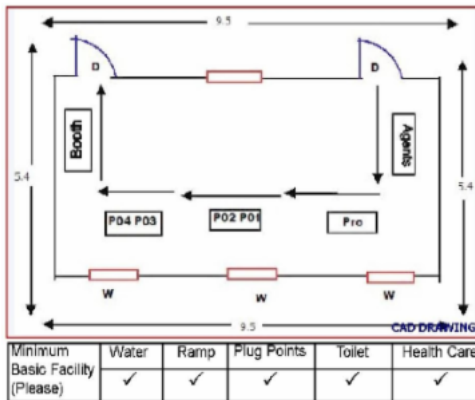 9.5
D
D
Booth
Agents
5.4
5.4
P04 P03
P02 P01
Pro
W
W
W
9.5
CAD DRAWING
Minimum Basic Facility (Please)
Water
Ramp
Plug Points
Toilet
Health Care
✓ ✓ ✓ ✓ ✓